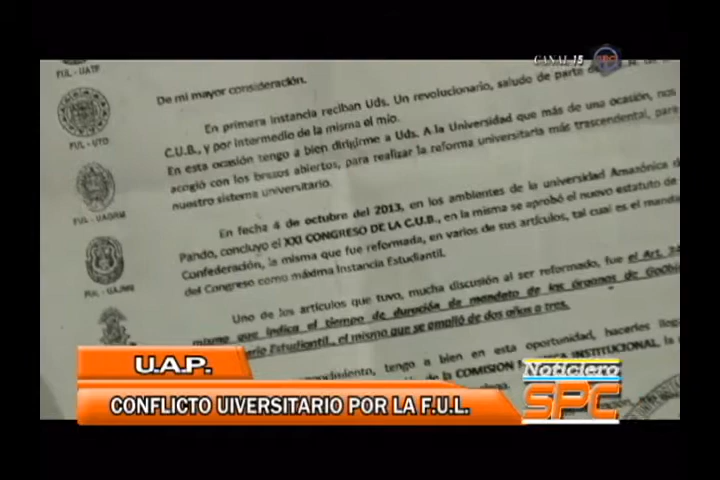 CANAL 15
SPC
FUL - UATF
De mi mayor consideración.
FUL - UTO
En primera instancia reciban Uds. Un revolucionario, saludo de parte
C.U.B., y por intermedio de la misma el mío.
En esta ocasión tengo a bien dirigirme a Uds. A la Universidad que más de una ocasión, nos
acogió con los brazos abiertos, para realizar la reforma universitaria más trascendental, para
nuestro sistema universitario.
FUL - UAGRM
En fecha 4 de octubre del 2013, en los ambientes de la universidad Amazónica
Pando, concluyo el XXI CONGRESO DE LA C.U.B., en la misma se aprobó el nuevo estatuto de
Confederación, la misma que fue reformada, en varios de sus artículos, tal cual es el
del Congreso como máxima Instancia Estudiantil.
FUL - UAJMS
Uno de los artículos que tuvo, mucha discusión al ser reformado, fue el Art.
mismo que indica el tiempo de duración de mandato de los órganos de
Estudiantil., el mismo que se amplió de dos años a tres.
tengo a bien en esta oportunidad, hacerles
COMISION INSTITUCIONAL, la
U.A.P.
CONFLICTO UIVERSITARIO POR LA F.U.L.
Noticiero
SPC